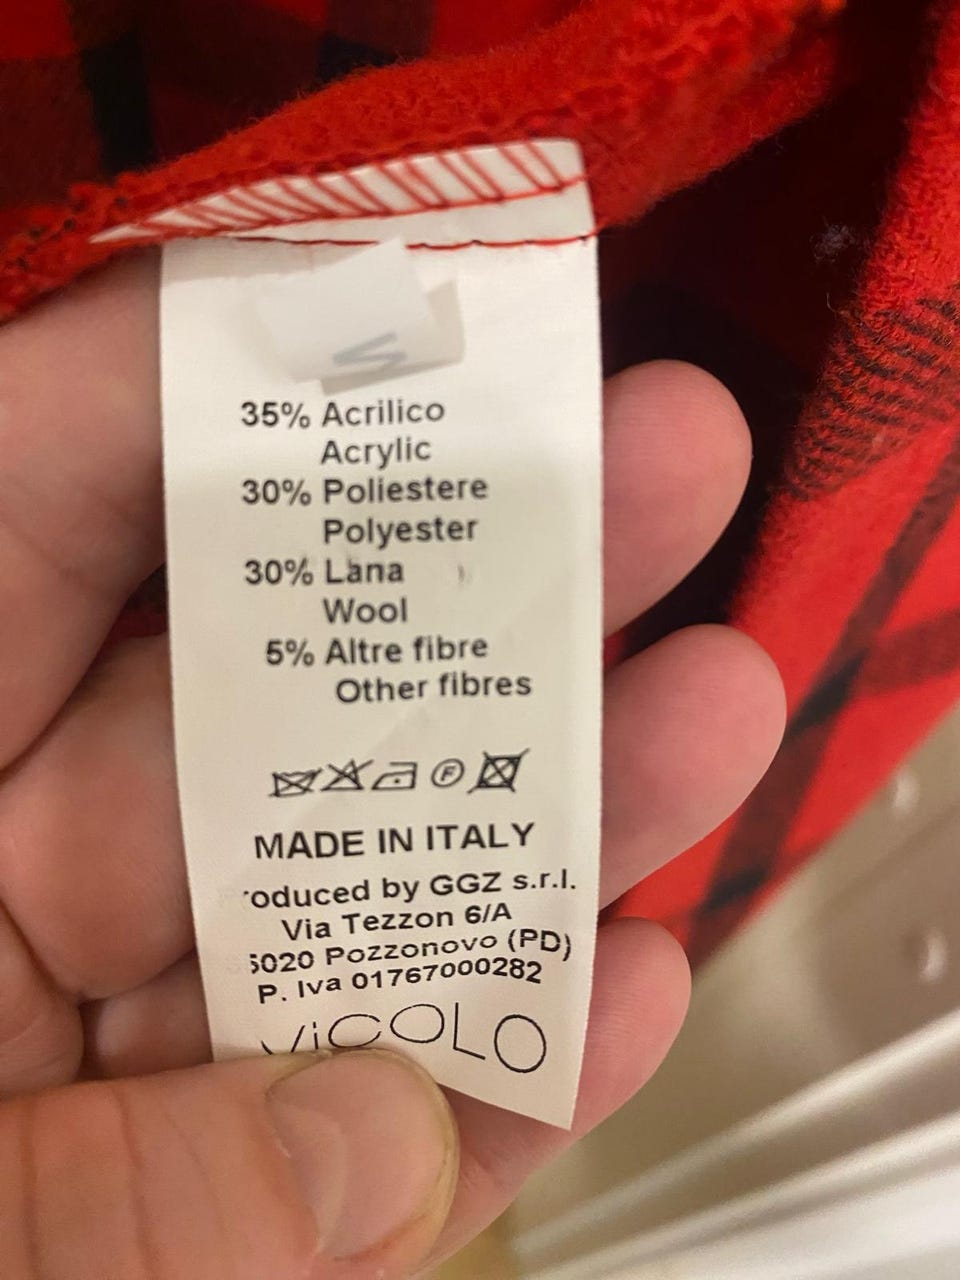 S
35% Acrilico
Acrylic
30% Poliestere
Polyester
30% Lana
Wool
5% Altre fibre
Other fibres
F
MADE IN ITALY
roduced by GGZ s.r.l.
Via Tezzon 6/A
5020 Pozzonovo (PD)
P. Iva 01767000282
ViCOLO